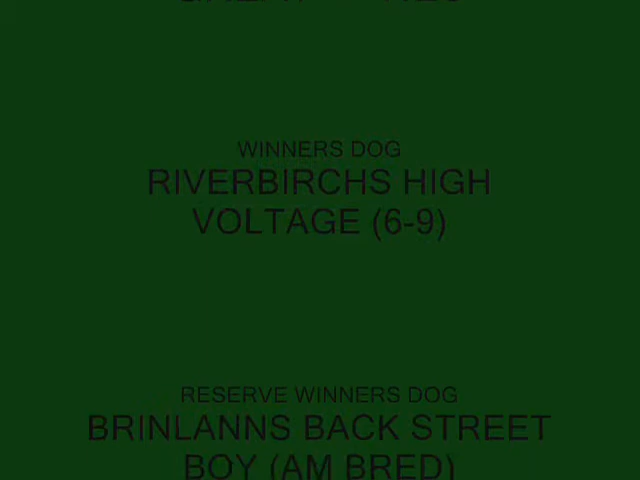 WINNERS DOG
RIVERBIRCHS HIGH
VOLTAGE (6-9)
RESERVE WINNERS DOG
BRINLANNS BACK STREET
BOY (AM BRED)